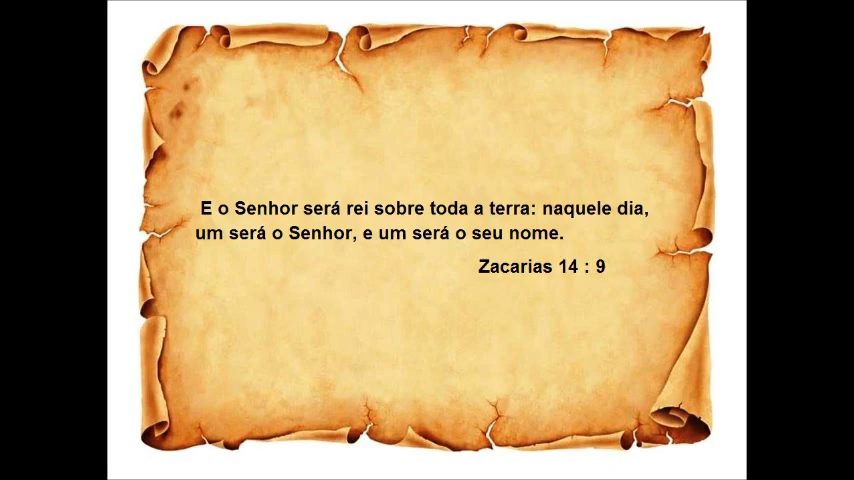 E o Senhor será rei sobre toda a terra: naquele dia,
um será o Senhor, e um será o seu nome.
Zacarias 14 : 9